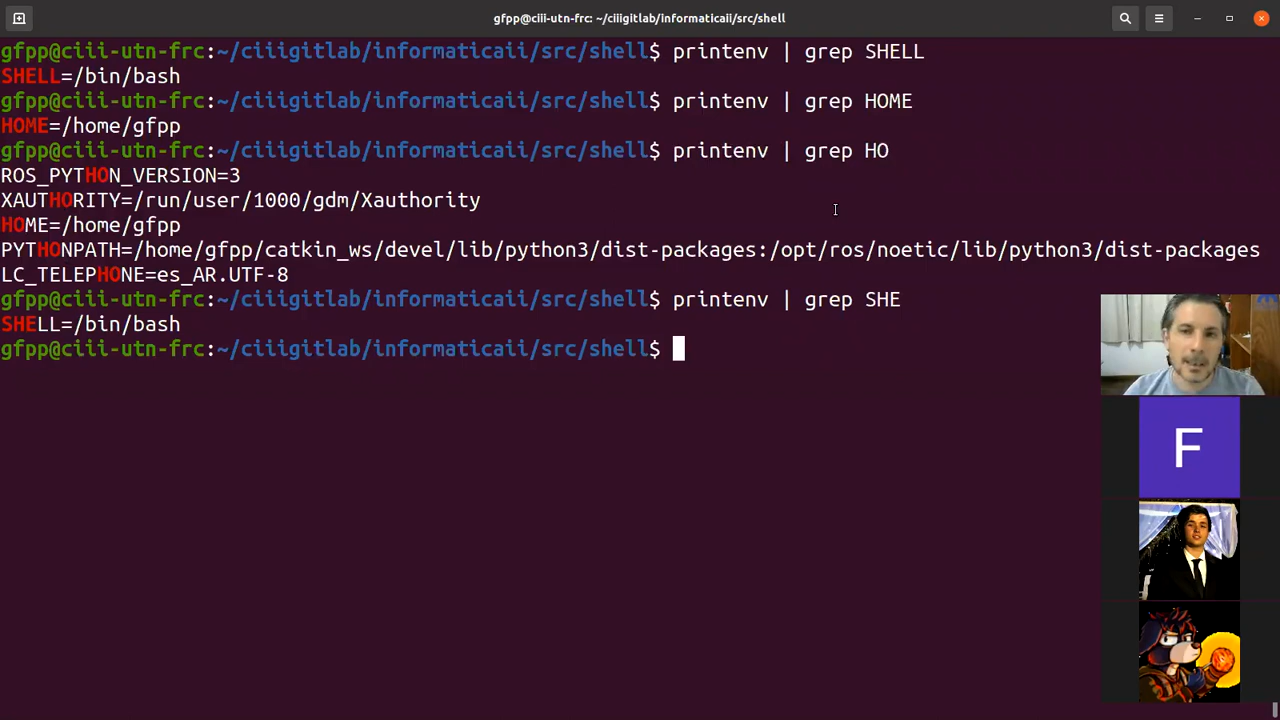 gfpp@ciii-utn-frc: ~/ciiigitlab/informaticaii/src/shell
gfpp@ciii-utn-frc:~/ciiigitlab/informaticaii/src/shell$ printenv | grep SHELL
SHELL=/bin/bash
gfpp@ciii-utn-frc:~/ciiigitlab/informaticaii/src/shell$ printenv | grep HOME
HOME=/home/gfpp
gfpp@ciii-utn-frc:~/ciiigitlab/informaticaii/src/shell$ printenv | grep HO
ROS_PYTHON_VERSION=3
XAUTHORITY=/run/user/1000/gdm/Xauthority
HOME=/home/gfpp
PYTHONPATH=/home/gfpp/catkin_ws/devel/lib/python3/dist-packages:/opt/ros/noetic/lib/python3/dist-packages
LC_TELEPHONE=es_AR.UTF-8
gfpp@ciii-utn-frc:~/ciiigitlab/informaticaii/src/shell$ printenv | grep SHE
SHELL=/bin/bash
gfpp@ciii-utn-frc:~/ciiigitlab/informaticaii/src/shell$
F